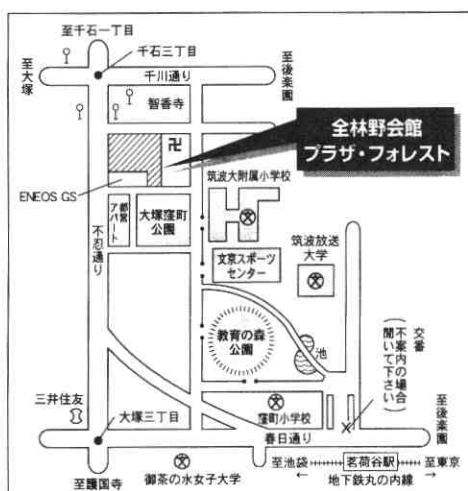 至千石一丁目
千石三丁目
至大塚
千川通り
至後楽園
智香寺
卍
全林野会館
プラザ・フォレスト
ENEOS GS
都営
アパート
大塚窪町
公園
筑波大附属小学校
文
不忍通り
文京スポーツ
センター
筑波放送
大学
文
教育の森
公園
池
交番
(不案内の場合
聞いて下さい)
三井住友
大塚三丁目
文
窪町小学校
春日通り
至後楽園
至護国寺
文
御茶の水女子大学
至池袋
茗荷谷駅
至東京
地下鉄丸の内線